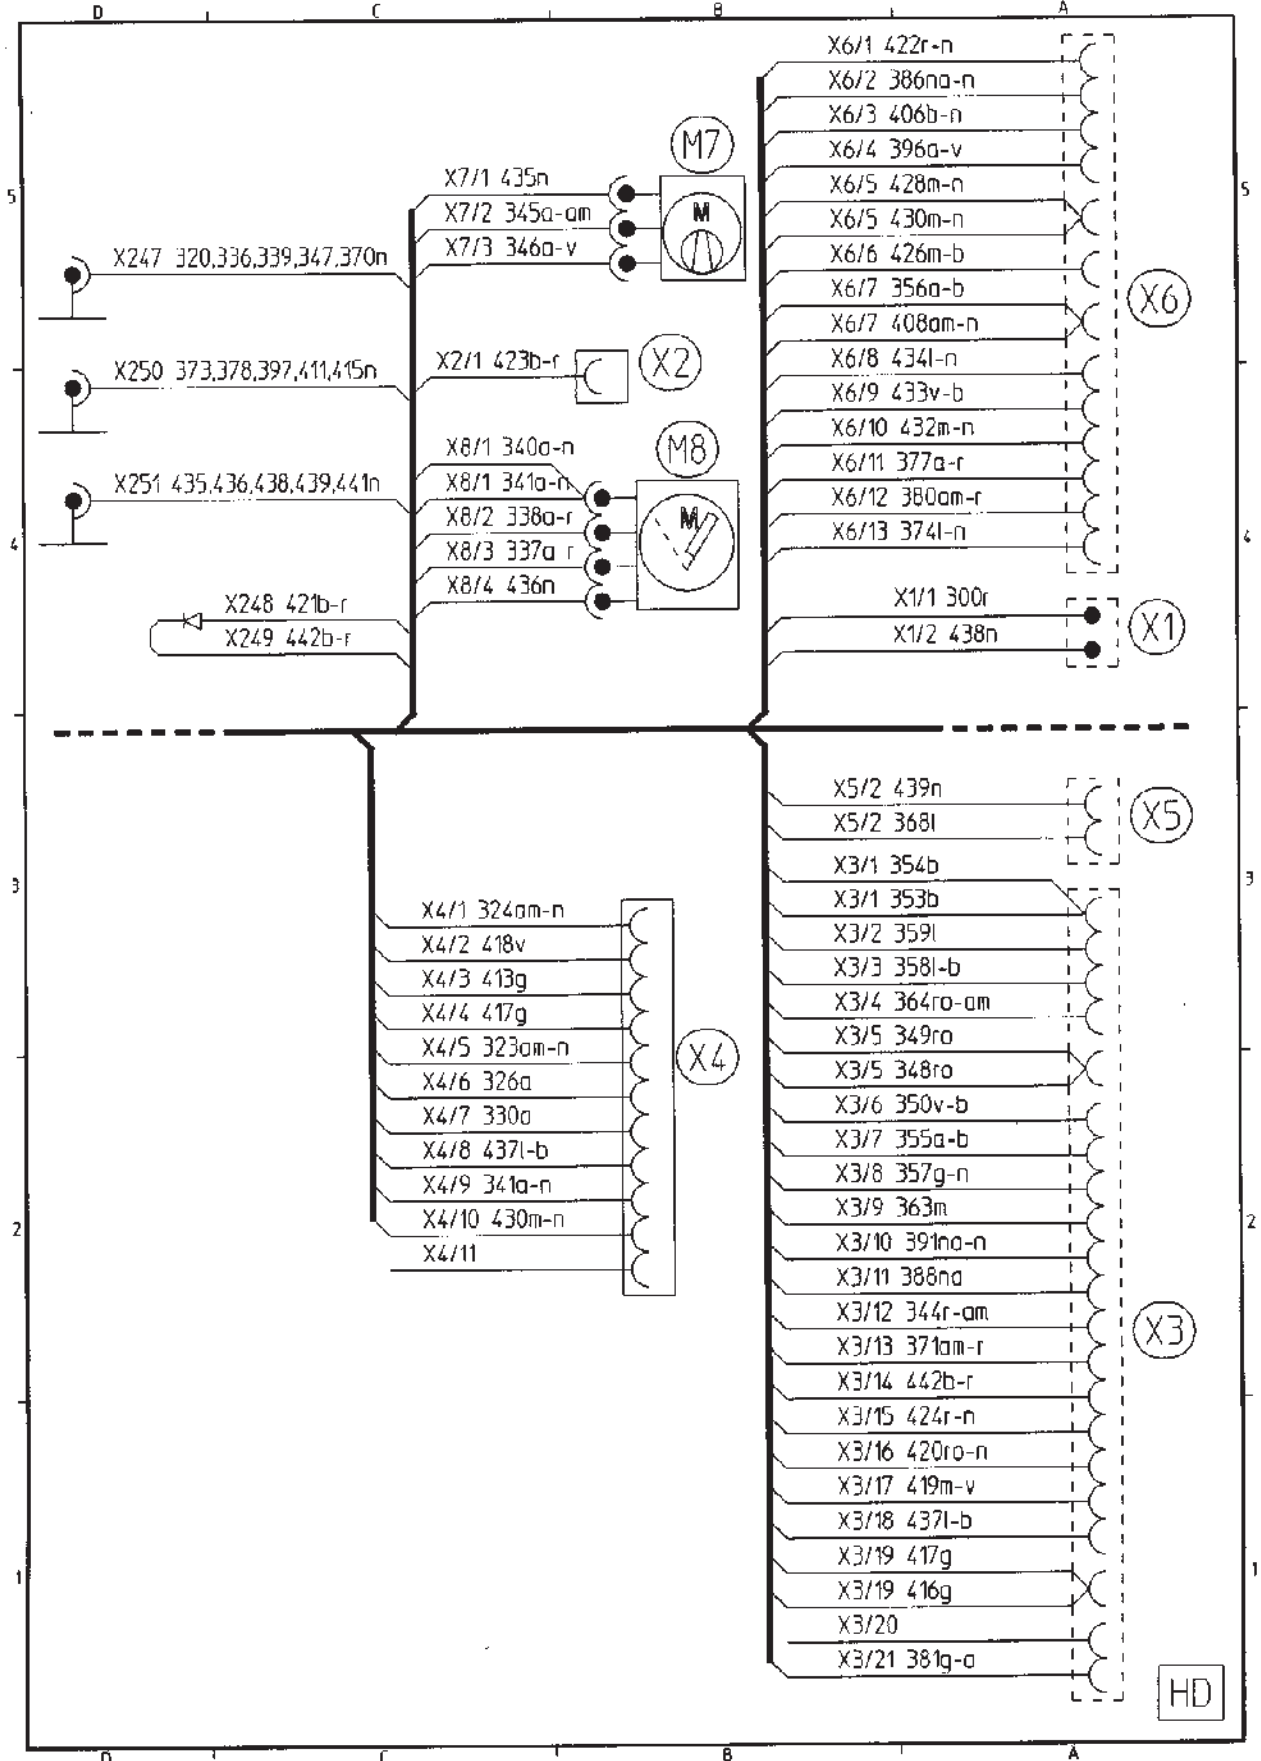 D C B A
X6/1 422r-n
X6/2 386na-n
X6/3 406b-n
X6/4 396a-v
X6/5 428m-n
X6/5 430m-n
X6/6 426m-b
X6/7 356a-b
X6/7 408am-n
X6/8 434l-n
X6/9 433v-b
X6/10 432m-n
X6/11 377a-r
X6/12 380am-r
X6/13 374l-n
X6
X1/1 300r
X1/2 438n
X1
M7
X7/1 435n
X7/2 345a-am
X7/3 346a-v
M
X2/1 423b-r
X2
M8
X8/1 340a-n
X8/1 341a-n
X8/2 338a-r
X8/3 337a r
X8/4 436n
M
5 5
X247 320,336,339,347,370n
X250 373,378,397,411,415n
X251 435,436,438,439,441n
4 4
X248 421b-r
X249 442b-r
X5/2 439n
X5/2 368l
X5
3 3
X3/1 354b
X3/1 353b
X3/2 359l
X3/3 358l-b
X3/4 364ro-am
X3/5 349ro
X3/5 348ro
X3/6 350v-b
X3/7 355a-b
X3/8 357g-n
X3/9 363m
X3/10 391na-n
X3/11 388na
X3/12 344r-am
X3/13 371am-r
X3/14 442b-r
X3/15 424r-n
X3/16 420ro-n
X3/17 419m-v
X3/18 437l-b
X3/19 417g
X3/19 416g
X3/20
X3/21 381g-a
X3
X4/1 324am-n
X4/2 418v
X4/3 413g
X4/4 417g
X4/5 323am-n
X4/6 326a
X4/7 330a
X4/8 437l-b
X4/9 341a-n
X4/10 430m-n
X4/11
X4
2 2
1 1
HD
D C B A